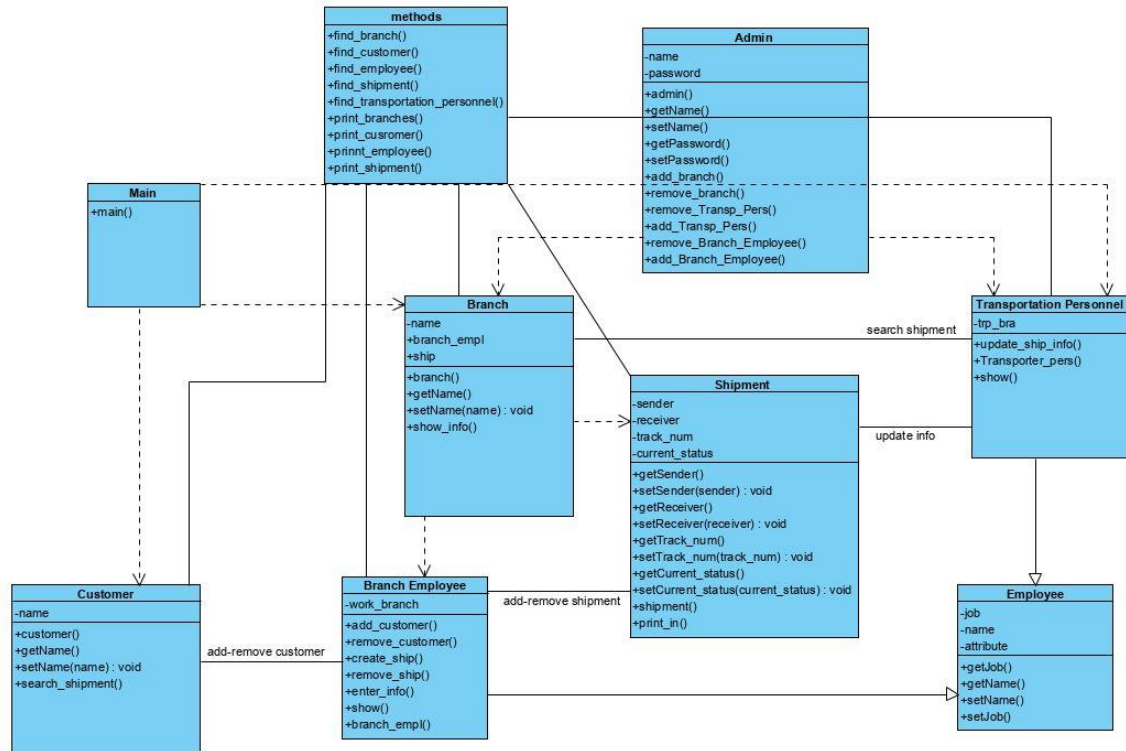 methods
+find_branch()
+find_customer()
+find_employee()
+find_shipment()
+find_transportation_personnel()
+print_branches()
+print_cusromer()
+prinnt_employee()
+print_shipment()
Admin
-name
-password
+admin()
+getName()
+setName()
+getPassword()
+setPassword()
+add_branch()
+remove_branch()
+remove_Transp_Pers()
+add_Transp_Pers()
+remove_Branch_Employee()
+add_Branch_Employee()
Main
+main()
Branch
-name
+branch_empl
+ship
+branch()
+getName()
+setName(name) : void
+show_info()
search shipment
Transportation Personnel
-trp_bra
+update_ship_info()
+Transporter_pers()
+show()
Shipment
-sender
-receiver
-track_num
-current_status
+getSender()
+setSender(sender) : void
+getReceiver()
+setReceiver(receiver) : void
+getTrack_num()
+setTrack_num(track_num) : void
+getCurrent_status()
+setCurrent_status(current_status) : void
+shipment()
+print_in()
update info
Customer
-name
+customer()
+getName()
+setName(name) : void
+search_shipment()
add-remove customer
Branch Employee
-work_branch
+add_customer()
+remove_customer()
+create_ship()
+remove_ship()
+enter_info()
+show()
+branch_empl()
add-remove shipment
Employee
-job
-name
-attribute
+getJob()
+getName()
+setName()
+setJob()